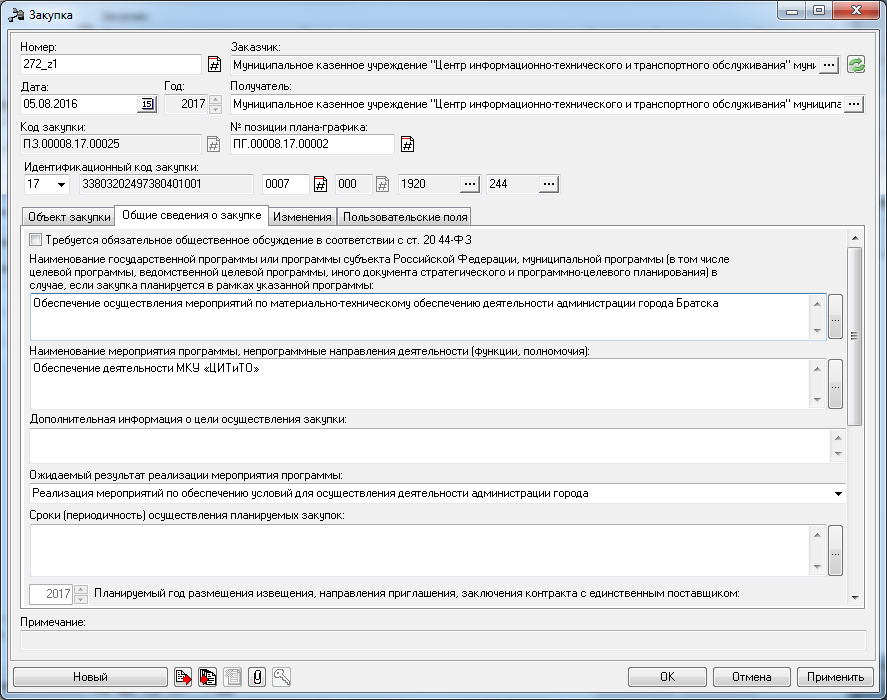 Закупка
Номер:
Заказчик:
272_z1
Муниципальное казенное учреждение "Центр информационно-технического и транспортного обслуживания" муни
Дата:
Год:
Получатель:
05.08.2016
15
2017
Муниципальное казенное учреждение "Центр информационно-технического и транспортного обслуживания" муниципа
Код закупки:
№ позиции плана-графика:
ПЗ.00008.17.00025
ПГ.00008.17.00002
Идентификационный код закупки:
17
33803202497380401001
0007
000
1920
244
Объект закупки
Общие сведения о закупке
Изменения
Пользовательские поля
Требуется обязательное общественное обсуждение в соответствии с ст. 20 44-ФЗ
Наименование государственной программы или программы субъекта Российской Федерации, муниципальной программы (в том числе
целевой программы, ведомственной целевой программы, иного документа стратегического и программно-целевого планирования) в
случае, если закупка планируется в рамках указанной программы:
Обеспечение осуществления мероприятий по материально-техническому обеспечению деятельности администрации города Братска
Наименование мероприятия программы, непрограммные направления деятельности (функции, полномочия):
Обеспечение деятельности МКУ «ЦИТиТО»
Дополнительная информация о цели осуществления закупки:
Ожидаемый результат реализации мероприятия программы:
Реализация мероприятий по обеспечению условий для осуществления деятельности администрации города
Сроки (периодичность) осуществления планируемых закупок:
2017
Планируемый год размещения извещения, направления приглашения, заключения контракта с единственным поставщиком:
Примечание:
Новый
OK
Отмена
Применить